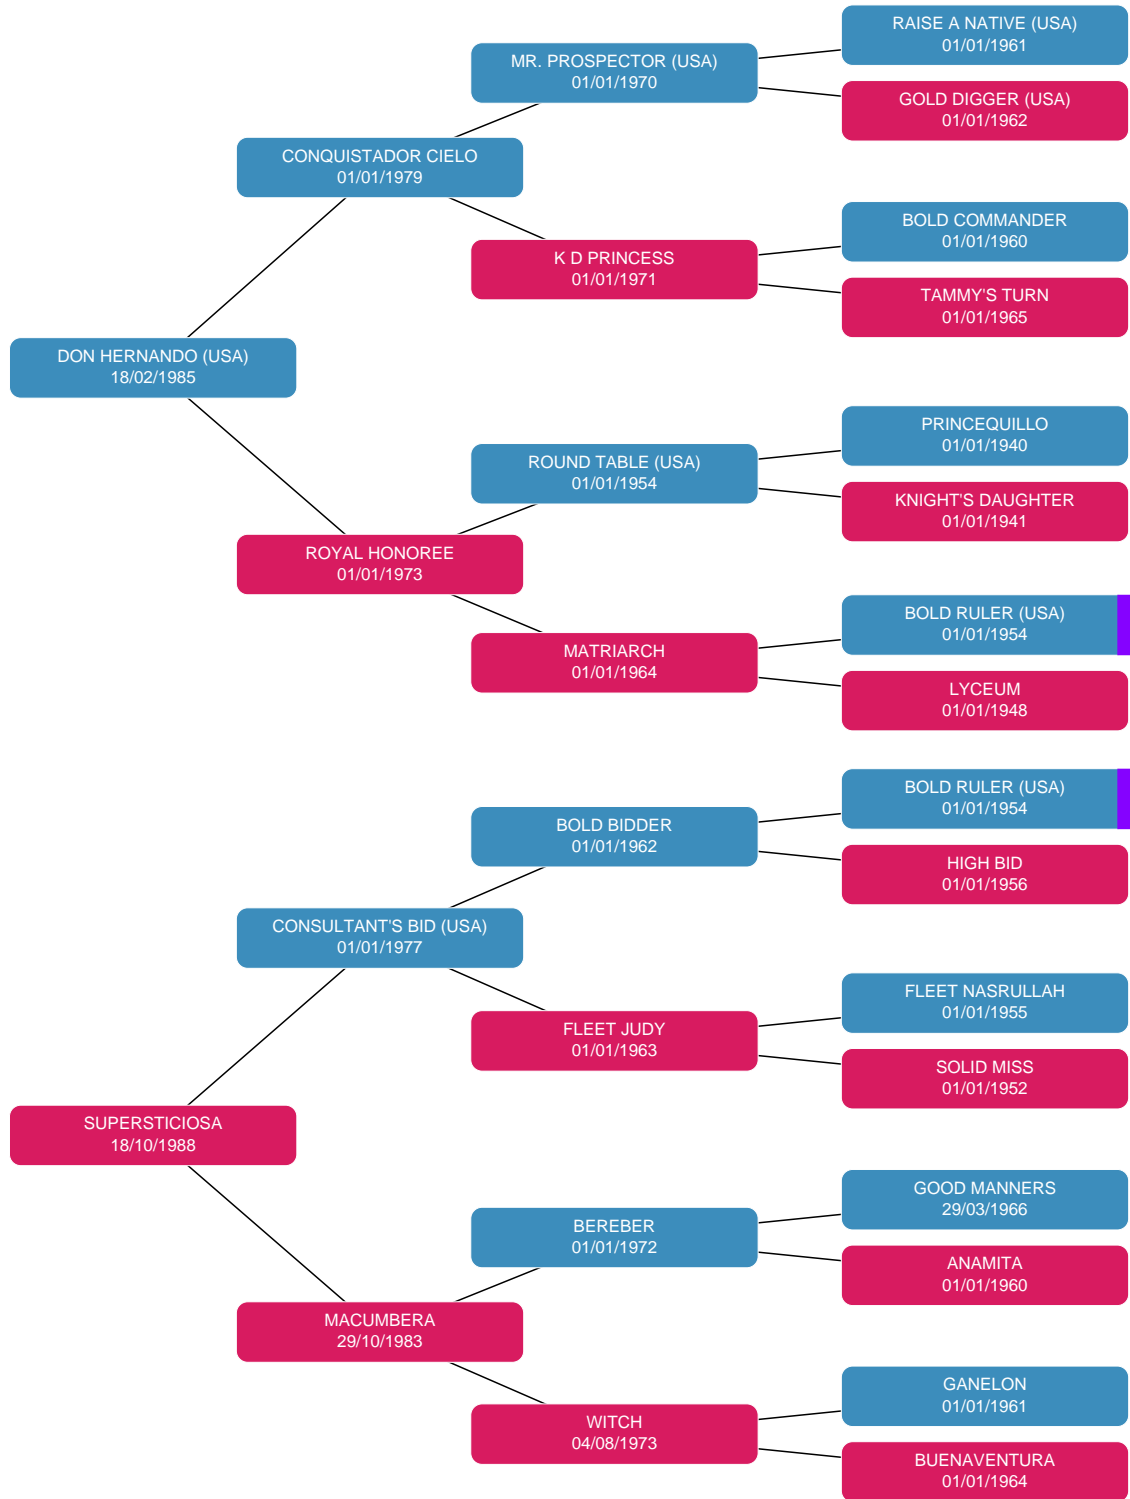 RAISE A NATIVE (USA)
01/01/1961
MR. PROSPECTOR (USA)
01/01/1970
GOLD DIGGER (USA)
01/01/1962
CONQUISTADOR CIELO
01/01/1979
BOLD COMMANDER
01/01/1960
K D PRINCESS
01/01/1971
TAMMY'S TURN
01/01/1965
DON HERNANDO (USA)
18/02/1985
PRINCEQUILLO
01/01/1940
ROUND TABLE (USA)
01/01/1954
KNIGHT'S DAUGHTER
01/01/1941
ROYAL HONOREE
01/01/1973
BOLD RULER (USA)
01/01/1954
MATRIARCH
01/01/1964
LYCEUM
01/01/1948
BOLD RULER (USA)
01/01/1954
BOLD BIDDER
01/01/1962
HIGH BID
01/01/1956
CONSULTANT'S BID (USA)
01/01/1977
FLEET NASRULLAH
01/01/1955
FLEET JUDY
01/01/1963
SOLID MISS
01/01/1952
SUPERSTICIOSA
18/10/1988
GOOD MANNERS
29/03/1966
BEREBER
01/01/1972
ANAMITA
01/01/1960
MACUMBERA
29/10/1983
GANELON
01/01/1961
WITCH
04/08/1973
BUENAVENTURA
01/01/1964